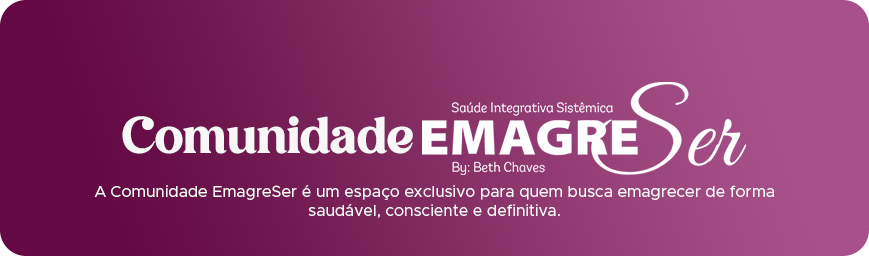 Saúde Integrativa Sistêmica
Comunidade EMAGRESer
By: Beth Chaves
A Comunidade EmagreSer é um espaço exclusivo para quem busca emagrecer de forma
saudável, consciente e definitiva.